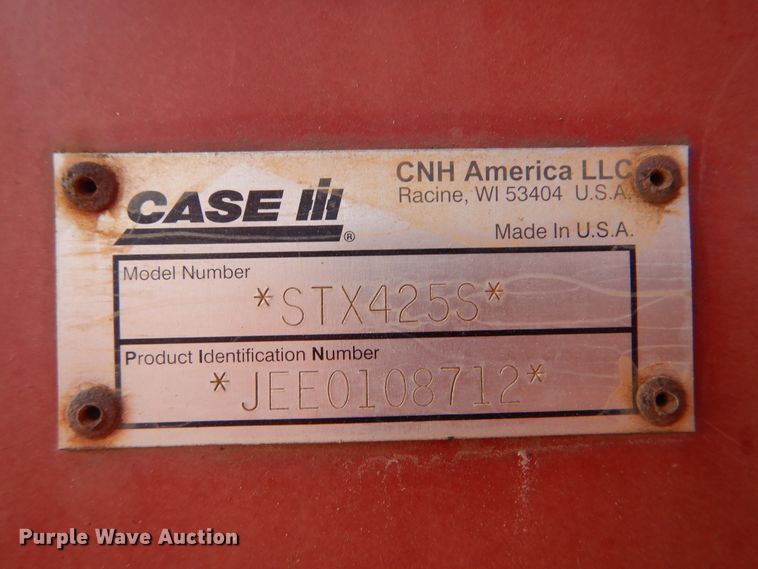 CASE IH
®
CNH America LLC
Racine, WI 53404 U.S.A.
Made In U.S.A.
Model Number
*STX425S*
Product Identification Number
*JEE0108712*
Purple Wave Auction